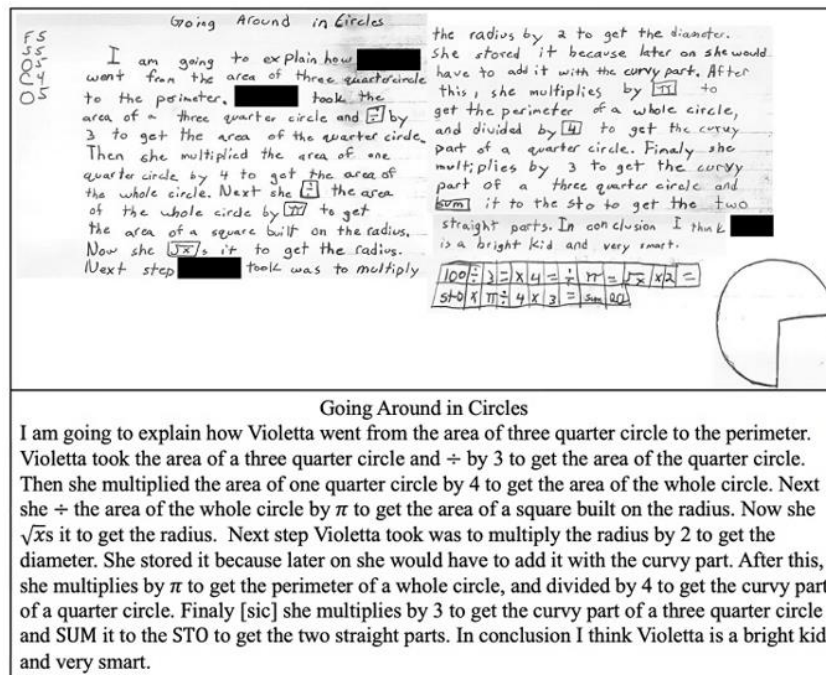 Going Around in Circles
F5
S5
O5
C4
O5
I am going to explain how
went from the area of three quarter circle
to the perimeter. took the
area of a three quarter circle and ÷ by
3 to get the area of the quarter circle.
Then she multiplied the area of one
quarter circle by 4 to get the area of
the whole circle. Next she ÷ the area
of the whole circle by π to get
the area of a square built on the radius.
Now she √x s it to get the radius.
Next step took was to multiply
the radius by 2 to get the diameter.
She stored it because later on she would
have to add it with the curvy part. After
this, she multiplies by π to
get the perimeter of a whole circle,
and divided by 4 to get the curvy
part of a quarter circle. Finaly she
multiplies by 3 to get the curvy
part of a three quarter circle and
sum it to the sto to get the two
straight parts. In conclusion I think
is a bright kid and very smart.
100 ÷ 3 = x 4 = ÷ π = √x x2 =
sto x π ÷ 4 x 3 = sum
Going Around in Circles
I am going to explain how Violetta went from the area of three quarter circle to the perimeter.
Violetta took the area of a three quarter circle and ÷ by 3 to get the area of the quarter circle.
Then she multiplied the area of one quarter circle by 4 to get the area of the whole circle. Next
she ÷ the area of the whole circle by π to get the area of a square built on the radius. Now she
√xs it to get the radius. Next step Violetta took was to multiply the radius by 2 to get the
diameter. She stored it because later on she would have to add it with the curvy part. After this,
she multiplies by π to get the perimeter of a whole circle, and divided by 4 to get the curvy part
of a quarter circle. Finaly [sic] she multiplies by 3 to get the curvy part of a three quarter circle
and SUM it to the STO to get the two straight parts. In conclusion I think Violetta is a bright kid
and very smart.